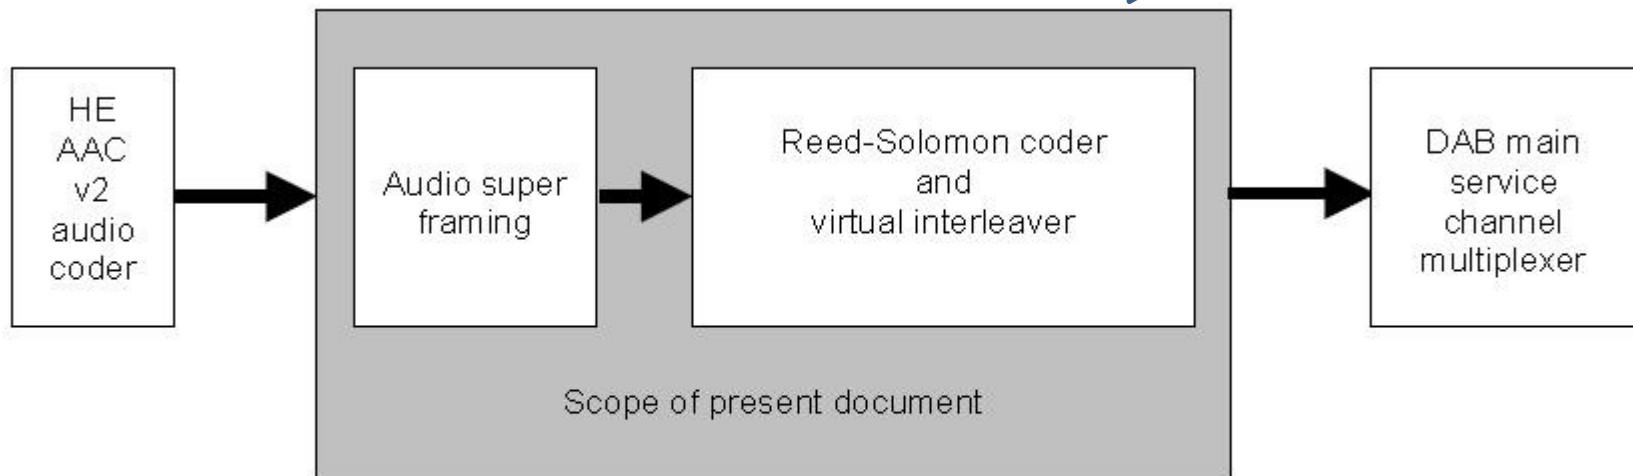 HE
AAC
v2
audio
coder
Audio super
framing
Reed-Solomon coder
and
virtual interleaver
DAB main
service
channel
multiplexer
Scope of present document